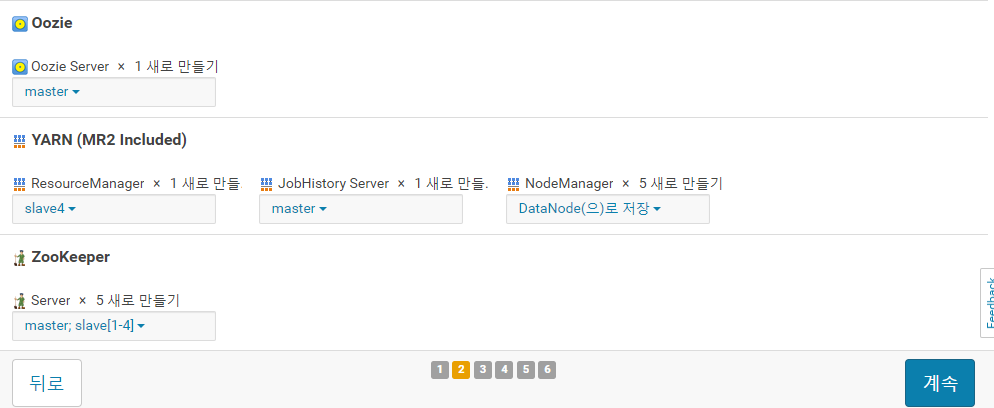 Oozie
Oozie Server × 1 새로 만들기
master
YARN (MR2 Included)
ResourceManager × 1 새로 만들. JobHistory Server × 1 새로 만들. NodeManager × 5 새로 만들기
slave4 master DataNode(으)로 저장
ZooKeeper
Server × 5 새로 만들기
master; slave[1-4]
Feedback
뒤로 1 2 3 4 5 6 계속